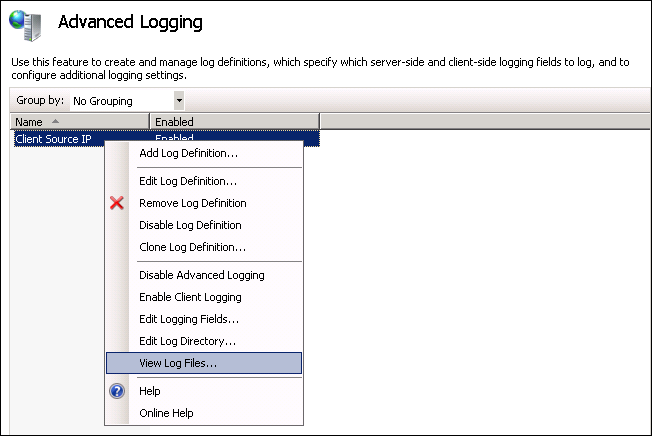 Advanced Logging
Use this feature to create and manage log definitions, which specify which server-side and client-side logging fields to log, and to
configure additional logging settings.
Group by: No Grouping
Name Enabled
Client Source IP Enabled
Add Log Definition...
Edit Log Definition...
Remove Log Definition
Disable Log Definition
Clone Log Definition...
Disable Advanced Logging
Enable Client Logging
Edit Logging Fields...
Edit Log Directory...
View Log Files...
Help
Online Help